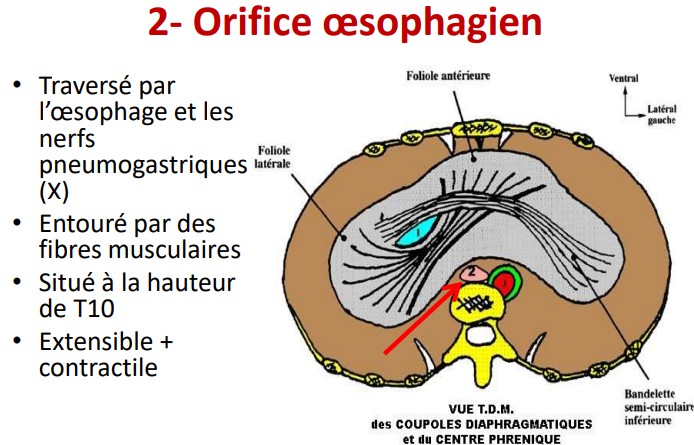 2- Orifice œsophagien
• Traversé par
l’œsophage et les
nerfs
pneumogastriques
(X)
• Entouré par des
fibres musculaires
• Situé à la hauteur
de T10
• Extensible +
contractile
Foliole antérieure
Ventral
Latéral
gauche
Foliole
latérale
1
2
Bandelette
semi-circulaire
inférieure
VUE T.D.M.
des COUPOLES DIAPHRAGMATIQUES
et du CENTRE PHRENIQUE